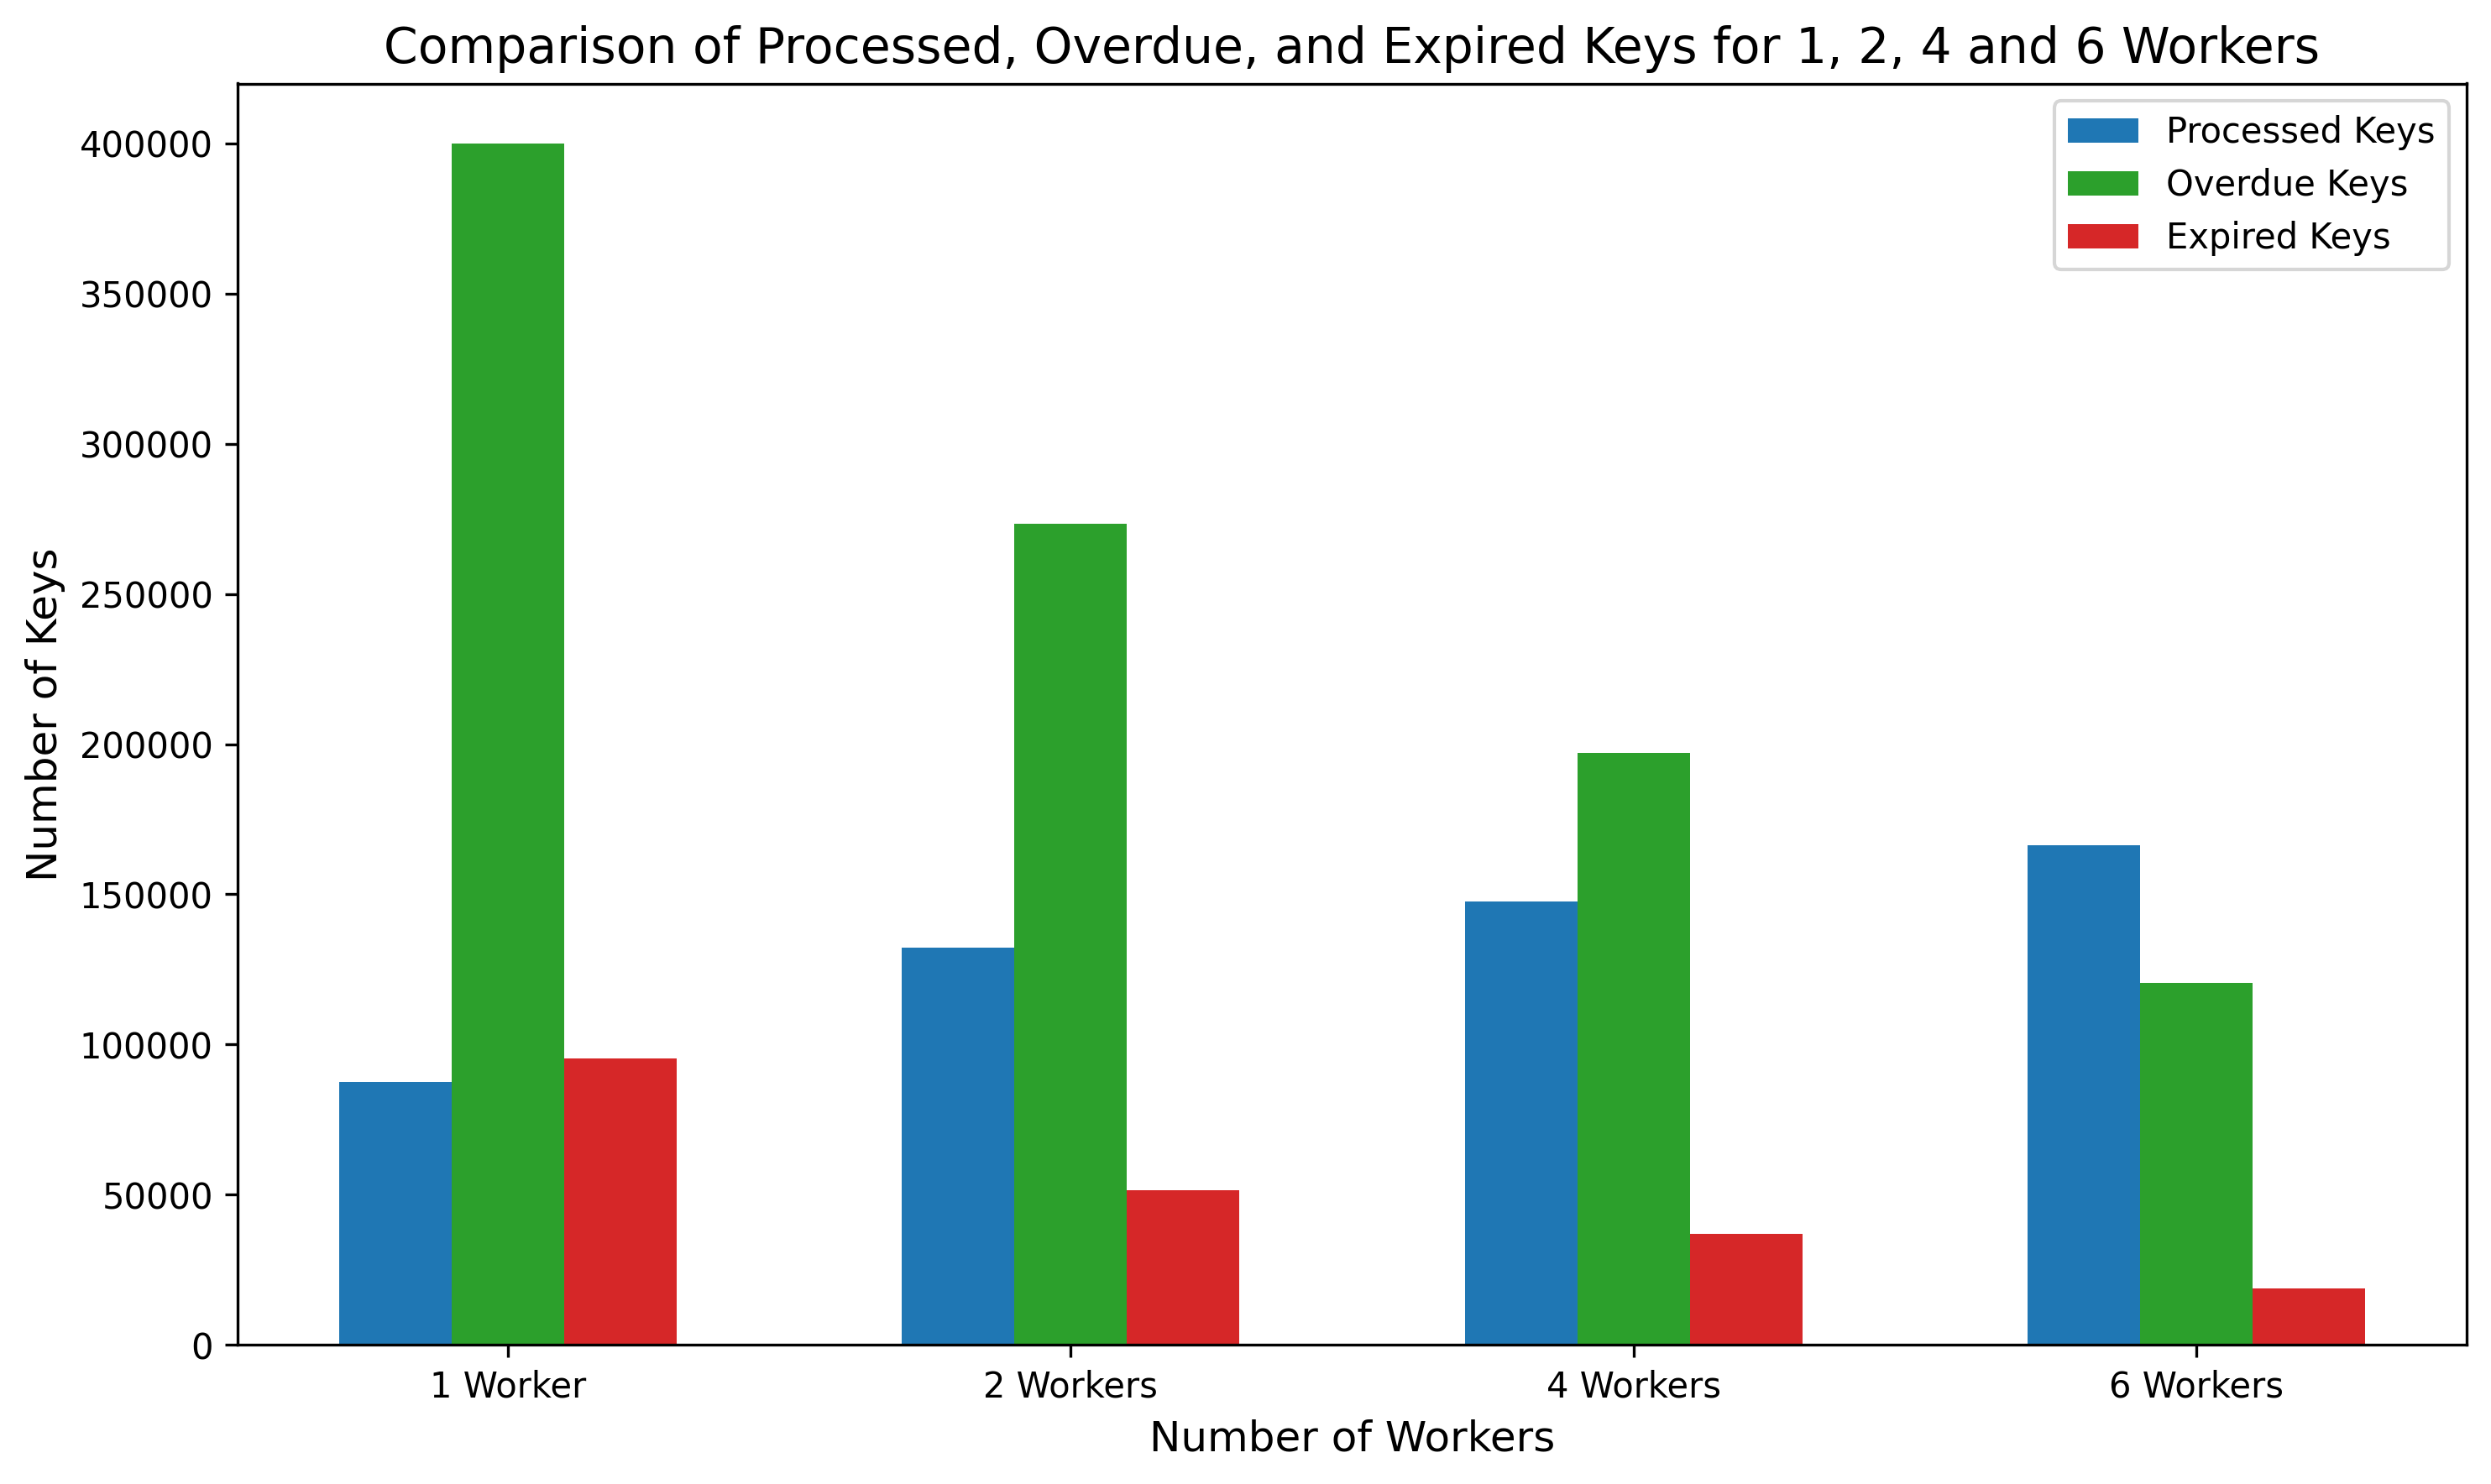 Comparison of Processed, Overdue, and Expired Keys for 1, 2, 4 and 6 Workers
Processed Keys
Overdue Keys
Expired Keys
Number of Keys
400000
350000
300000
250000
200000
150000
100000
50000
0
1 Worker
2 Workers
4 Workers
6 Workers
Number of Workers